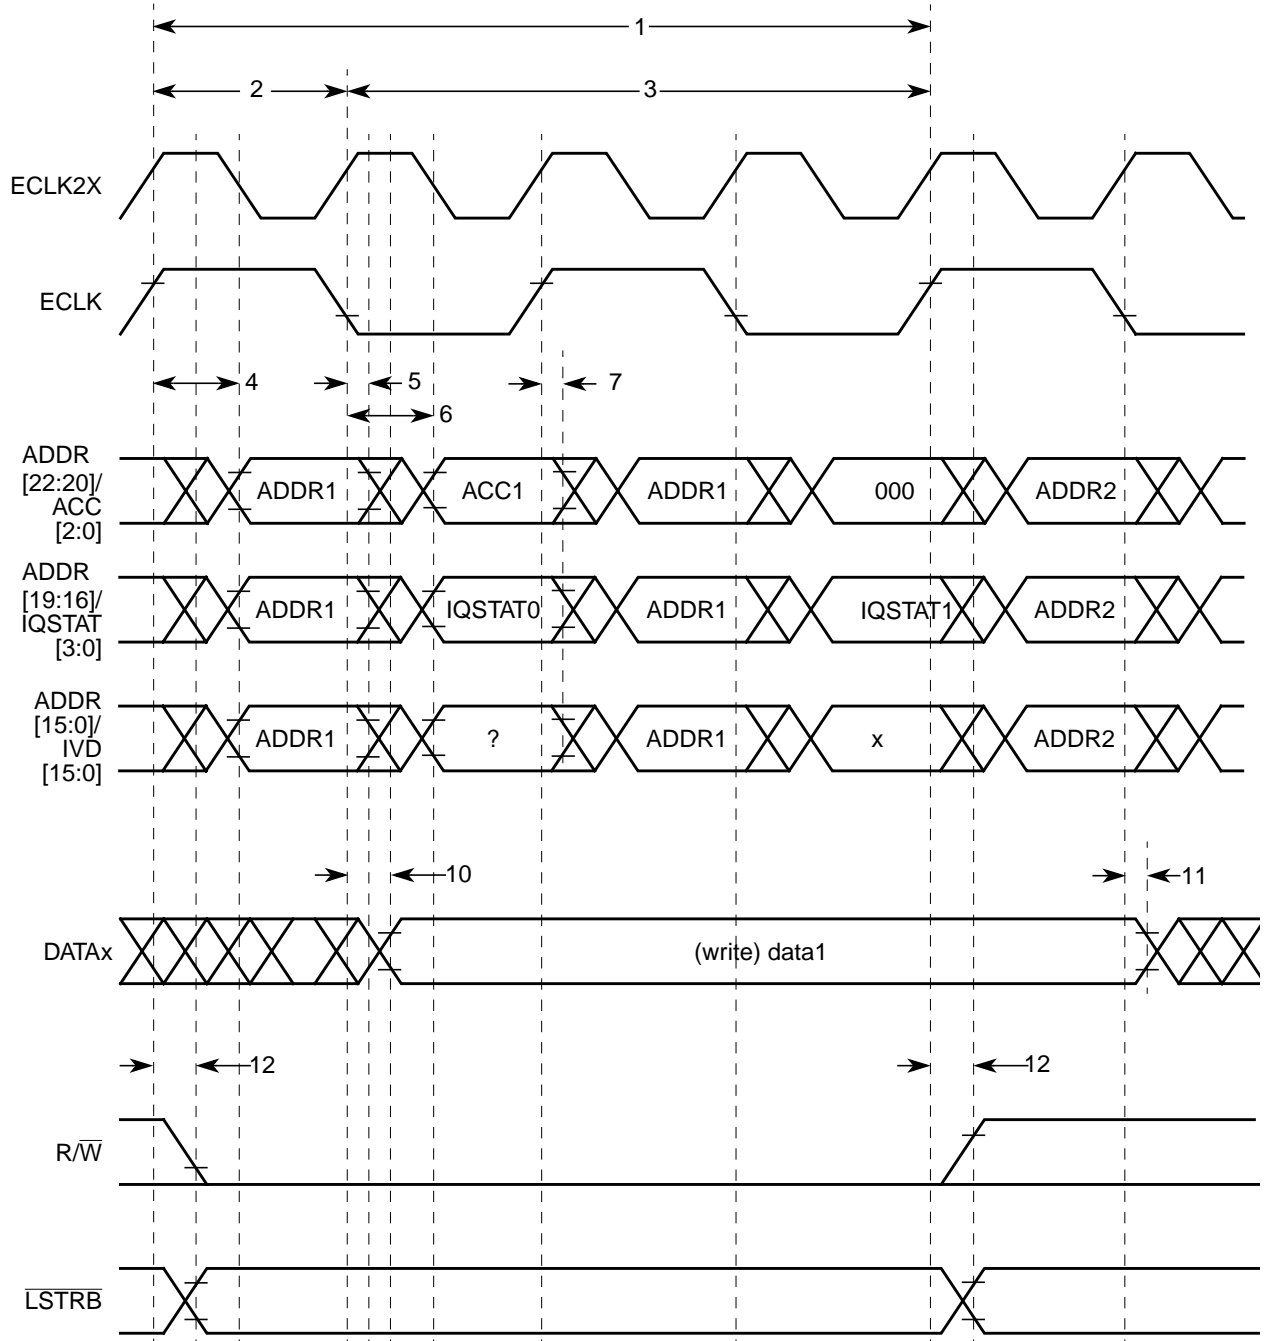 1
2 3
ECLK2X
ECLK
4 5 7
6
ADDR
[22:20]/
ACC
[2:0]
ADDR1 ACC1 ADDR1 000 ADDR2
ADDR
[19:16]/
IQSTAT
[3:0]
ADDR1 IQSTAT0 ADDR1 IQSTAT1 ADDR2
ADDR
[15:0]/
IVD
[15:0]
ADDR1 ? ADDR1 x ADDR2
10 11
DATAx (write) data1
12 12
R/W̅
L̅S̅T̅R̅B̅